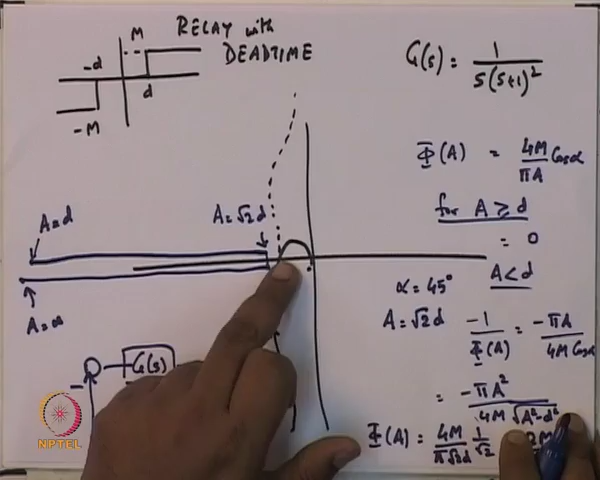 RELAY with
DEADTIME
M
-d
d
-M
G(s) = 1/(s(s+1)²)
Φ(A) = 4M/(πA) Cosα
for A ≥ d
= 0
A < d
A = d
A = √2d
A = ∞
α = 45°
A = √2d
-1/Φ(A) = -πA/(4M Cosα
= -πA²/(4M√(A²-d²
Φ(A) = 4M/(π√2d) 1/√2
2M
G(s)
-
NPTEL